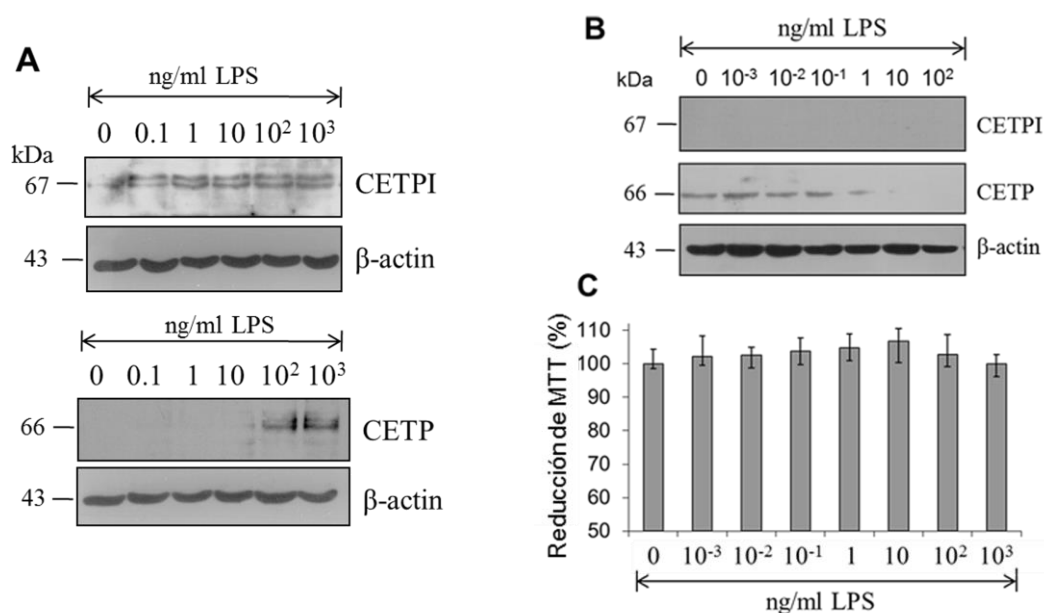 A
ng/ml LPS
0 0.1 1 10 10² 10³
kDa
67 CETPI
43 β-actin
ng/ml LPS
0 0.1 1 10 10² 10³
66 CETP
43 β-actin
B
ng/ml LPS
kDa 0 10⁻³ 10⁻² 10⁻¹ 1 10 10²
67 CETPI
66 CETP
43 β-actin
C
Reducción de MTT (%)
110
100
90
80
70
60
50
0 10⁻³ 10⁻² 10⁻¹ 1 10 10² 10³
ng/ml LPS